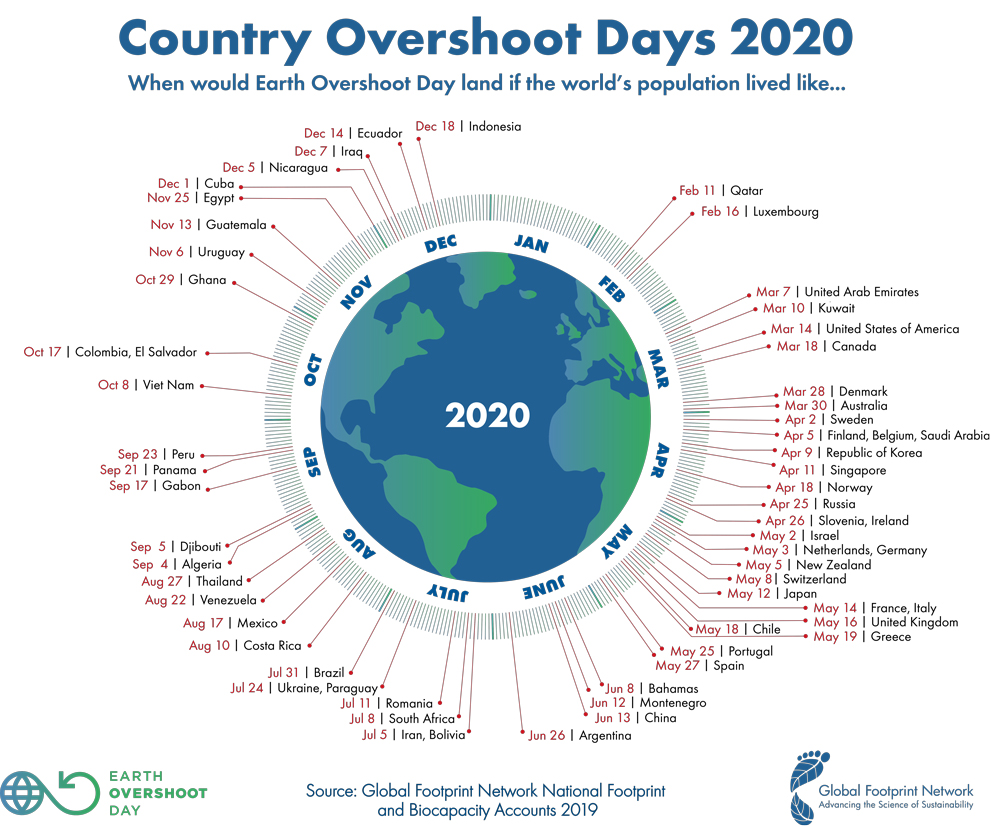 Country Overshoot Days 2020
When would Earth Overshoot Day land if the world's population lived like...
Dec 18 | Indonesia
Dec 14 | Ecuador
Dec 7 | Iraq
Dec 5 | Nicaragua
Dec 1 | Cuba
Nov 25 | Egypt
Nov 13 | Guatemala
Nov 6 | Uruguay
Oct 29 | Ghana
Oct 17 | Colombia, El Salvador
Oct 8 | Viet Nam
Sep 23 | Peru
Sep 21 | Panama
Sep 17 | Gabon
Sep 5 | Djibouti
Sep 4 | Algeria
Aug 27 | Thailand
Aug 22 | Venezuela
Aug 17 | Mexico
Aug 10 | Costa Rica
Jul 31 | Brazil
Jul 24 | Ukraine, Paraguay
Jul 11 | Romania
Jul 8 | South Africa
Jul 5 | Iran, Bolivia
Feb 11 | Qatar
Feb 16 | Luxembourg
Mar 7 | United Arab Emirates
Mar 10 | Kuwait
Mar 14 | United States of America
Mar 18 | Canada
Mar 28 | Denmark
Mar 30 | Australia
Apr 2 | Sweden
Apr 5 | Finland, Belgium, Saudi Arabia
Apr 9 | Republic of Korea
Apr 11 | Singapore
Apr 18 | Norway
Apr 25 | Russia
Apr 26 | Slovenia, Ireland
May 2 | Israel
May 3 | Netherlands, Germany
May 5 | New Zealand
May 8 | Switzerland
May 12 | Japan
May 14 | France, Italy
May 16 | United Kingdom
May 18 | Chile
May 19 | Greece
May 25 | Portugal
May 27 | Spain
Jun 8 | Bahamas
Jun 12 | Montenegro
Jun 13 | China
Jun 26 | Argentina
JAN
FEB
MAR
APR
MAY
JUNE
JULY
AUG
SEP
OCT
NOV
DEC
2020
EARTH
OVERSHOOT
DAY
Source: Global Footprint Network National Footprint
and Biocapacity Accounts 2019
Global Footprint Network
Advancing the Science of Sustainability